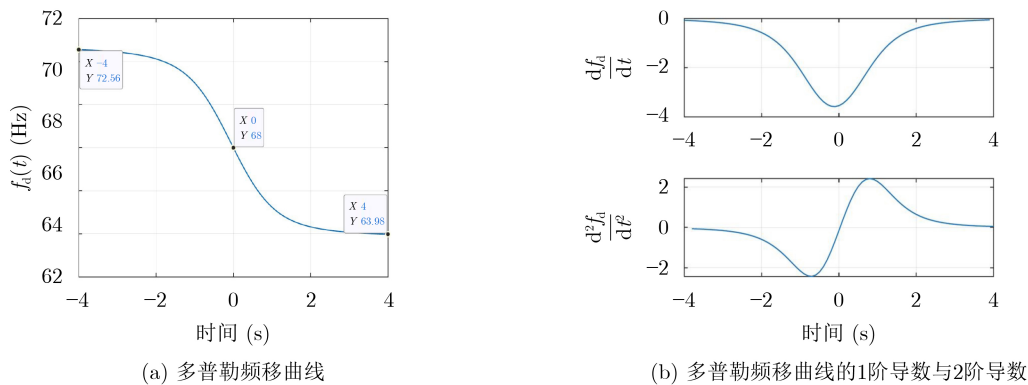 72
70
68
66
64
62
X −4
Y 72.56
X 0
Y 68
X 4
Y 63.98
f_d(t) (Hz)
−4 −2 0 2 4
时间 (s)
(a) 多普勒频移曲线
0
−2
−4
df_d
dt
−4 −2 0 2 4
2
0
−2
d²f_d
dt²
−4 −2 0 2 4
时间 (s)
(b) 多普勒频移曲线的1阶导数与2阶导数